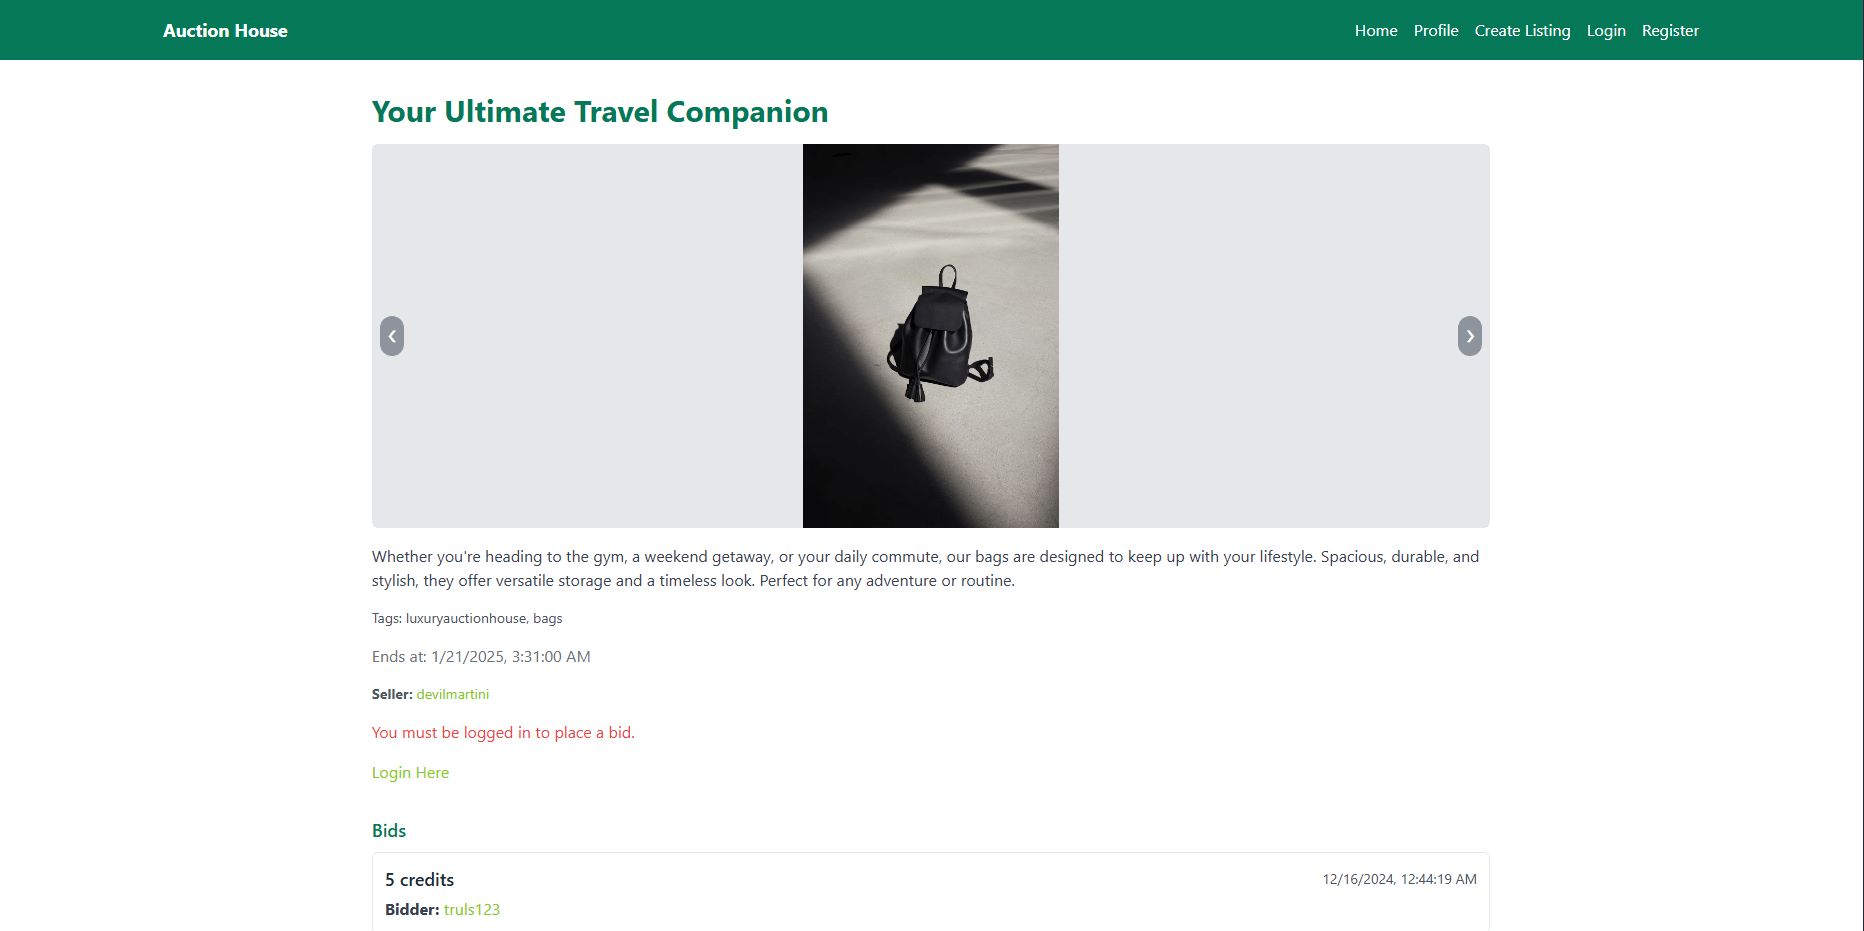 Auction House
Home Profile Create Listing Login Register
Your Ultimate Travel Companion
Whether you're heading to the gym, a weekend getaway, or your daily commute, our bags are designed to keep up with your lifestyle. Spacious, durable, and
stylish, they offer versatile storage and a timeless look. Perfect for any adventure or routine.
Tags: luxuryauctionhouse, bags
Ends at: 1/21/2025, 3:31:00 AM
Seller: devilmartini
You must be logged in to place a bid.
Login Here
Bids
5 credits 12/16/2024, 12:44:19 AM
Bidder: truls123